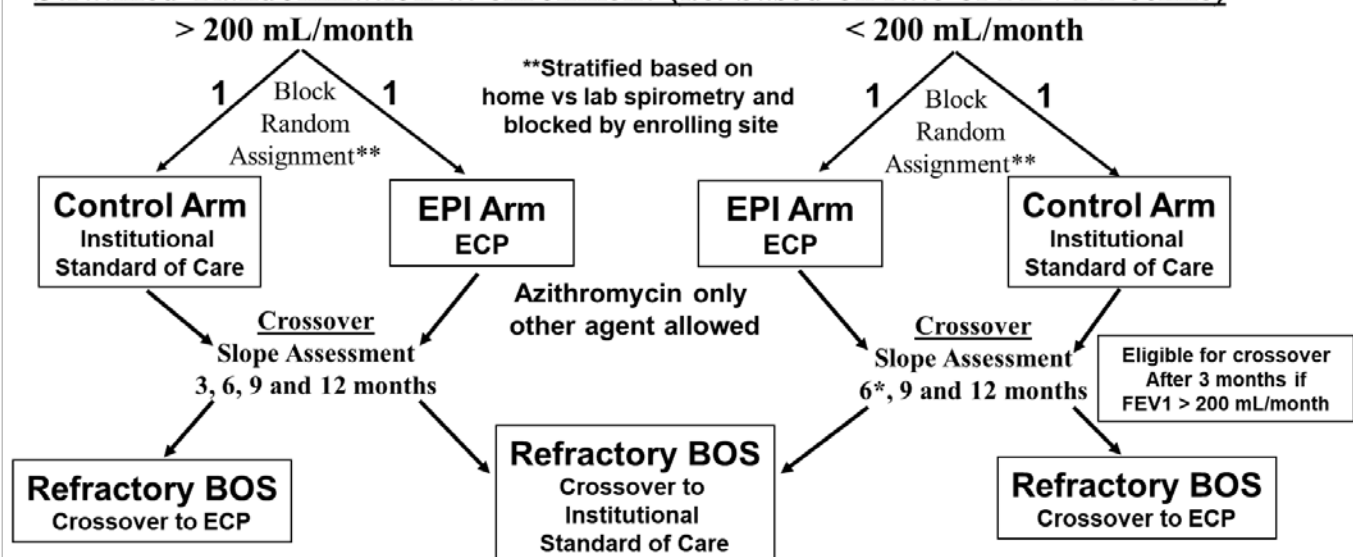 > 200 mL/month
< 200 mL/month
1
Block
Random
Assignment**
1
**Stratified based on
home vs lab spirometry and
blocked by enrolling site
1
Block
Random
Assignment**
1
Control Arm
Institutional
Standard of Care
EPI Arm
ECP
EPI Arm
ECP
Control Arm
Institutional
Standard of Care
Azithromycin only
other agent allowed
Crossover
Slope Assessment
3, 6, 9 and 12 months
Crossover
Slope Assessment
6*, 9 and 12 months
Eligible for crossover
After 3 months if
FEV1 > 200 mL/month
Refractory BOS
Crossover to ECP
Refractory BOS
Crossover to
Institutional
Standard of Care
Refractory BOS
Crossover to ECP